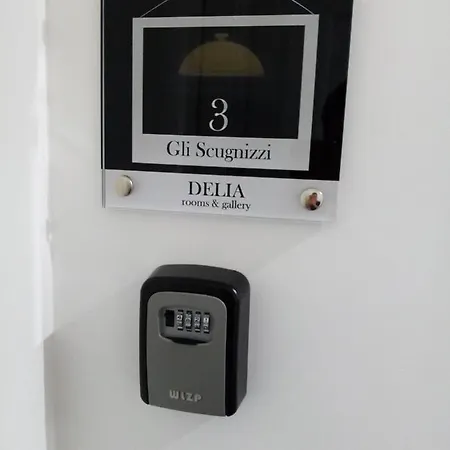 3
Gli Scugnizzi
DELIA
rooms & gallery
WIZP